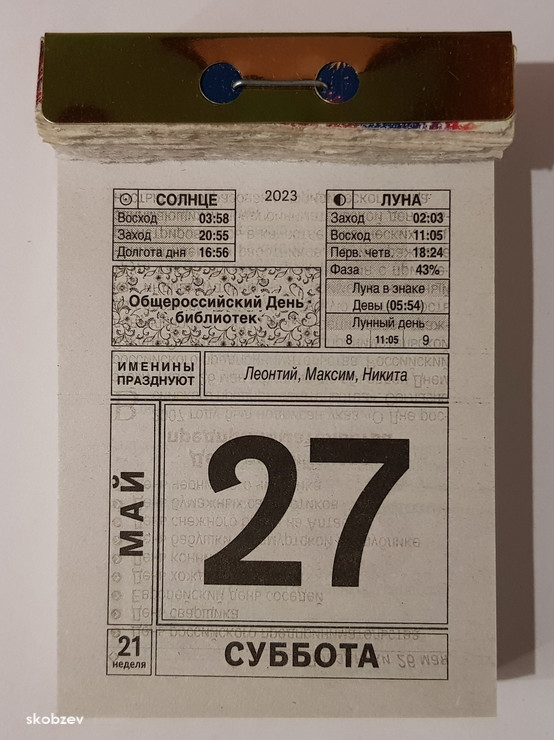 СОЛНЦЕ
Восход 03:58
Заход 20:55
Долгота дня 16:56
2023
ЛУНА
Заход 02:03
Восход 11:05
Перв. четв. 18:24
Фаза 43%
Луна в знаке
Девы (05:54)
Лунный день
8 11:05 9
Общероссийский День
библиотек
ИМЕНИНЫ
ПРАЗДНУЮТ
Леонтий, Максим, Никита
МАЙ
27
21
неделя
СУББОТА
skobzev